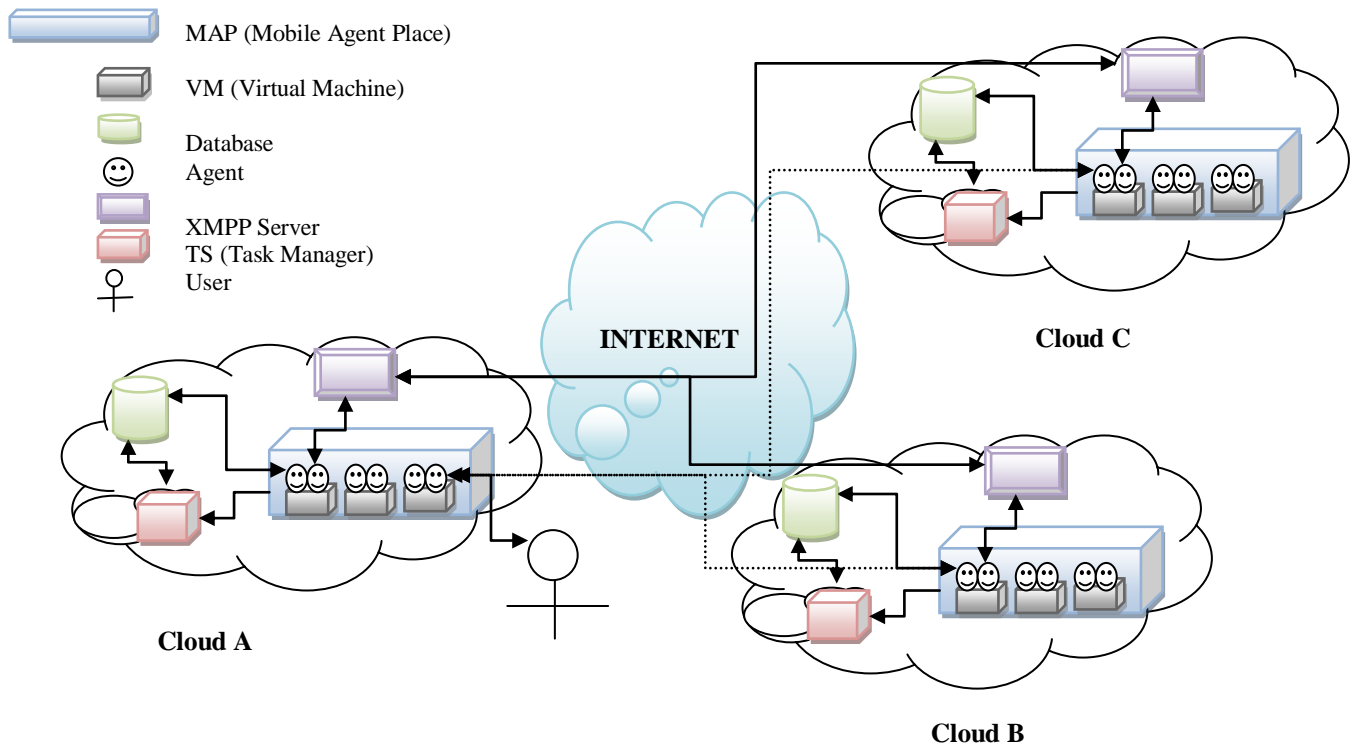 MAP (Mobile Agent Place)
VM (Virtual Machine)
Database
Agent
XMPP Server
TS (Task Manager)
User
INTERNET
Cloud C
Cloud A
Cloud B